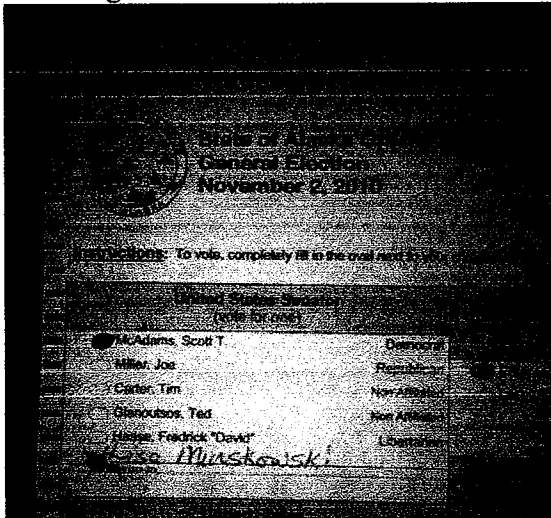 State of Alaska
General Election
November 2, 2010
Instructions: To vote, completely fill in the oval next to your
United States Senator
(vote for one)
McAdams, Scott T. Democrat
Miller, Joe Republican
Carter, Tim Non Affiliated
Gianoutsos, Ted Non Affiliated
Haase, Fredrick "David" Libertarian
Lisa Murskowski